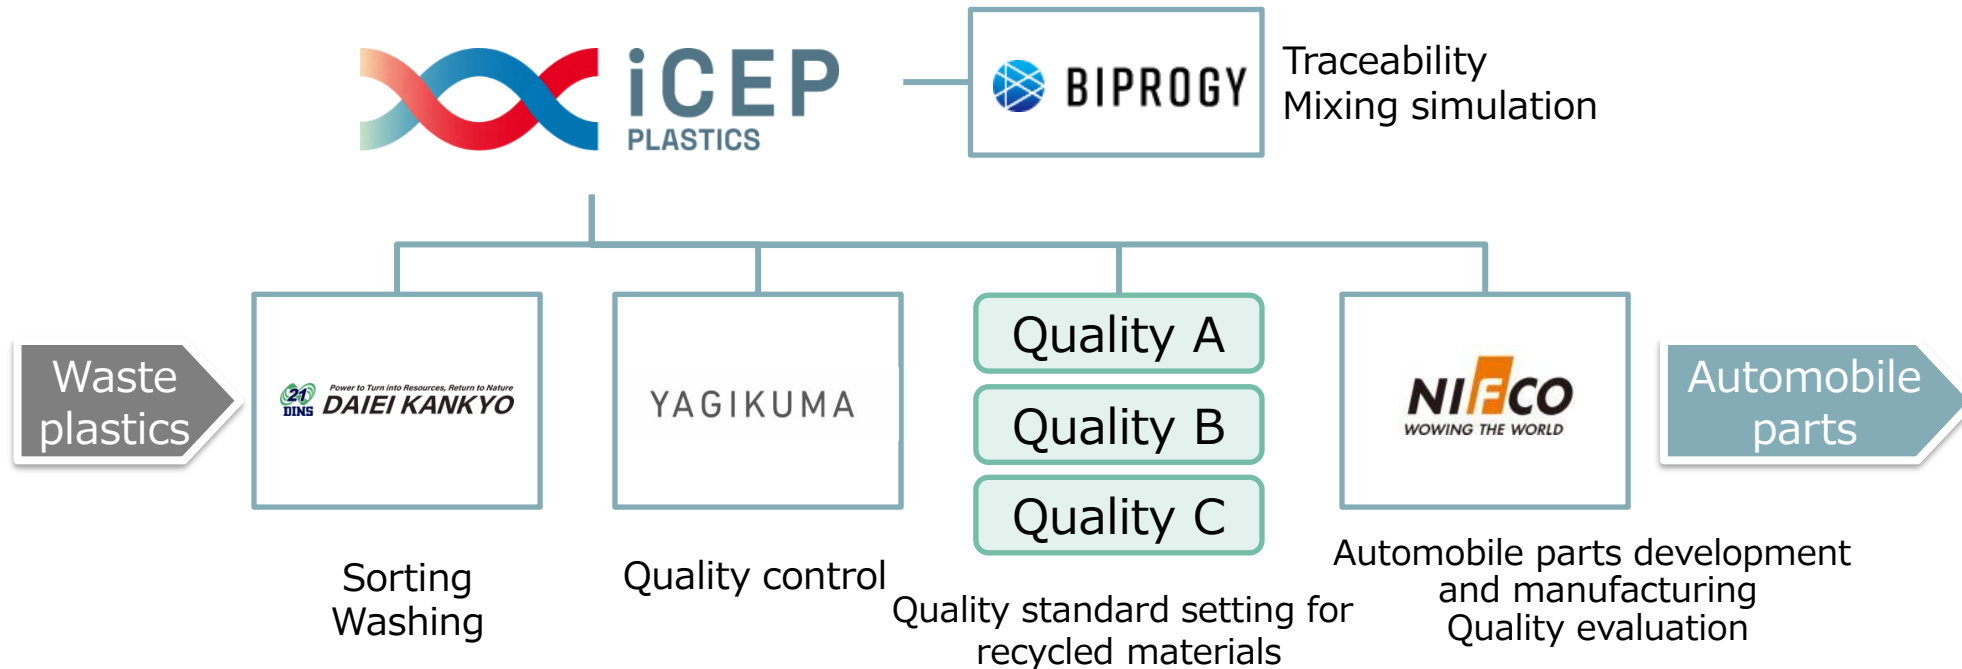 iCEP
PLASTICS
BIPROGY
Traceability
Mixing simulation
Waste
plastics
21
DINS
Power to Turn into Resources, Return to Nature
DAIEI KANKYO
Sorting
Washing
YAGIKUMA
Quality control
Quality A
Quality B
Quality C
Quality standard setting for
recycled materials
NIFCO
WOWING THE WORLD
Automobile parts development
and manufacturing
Quality evaluation
Automobile
parts